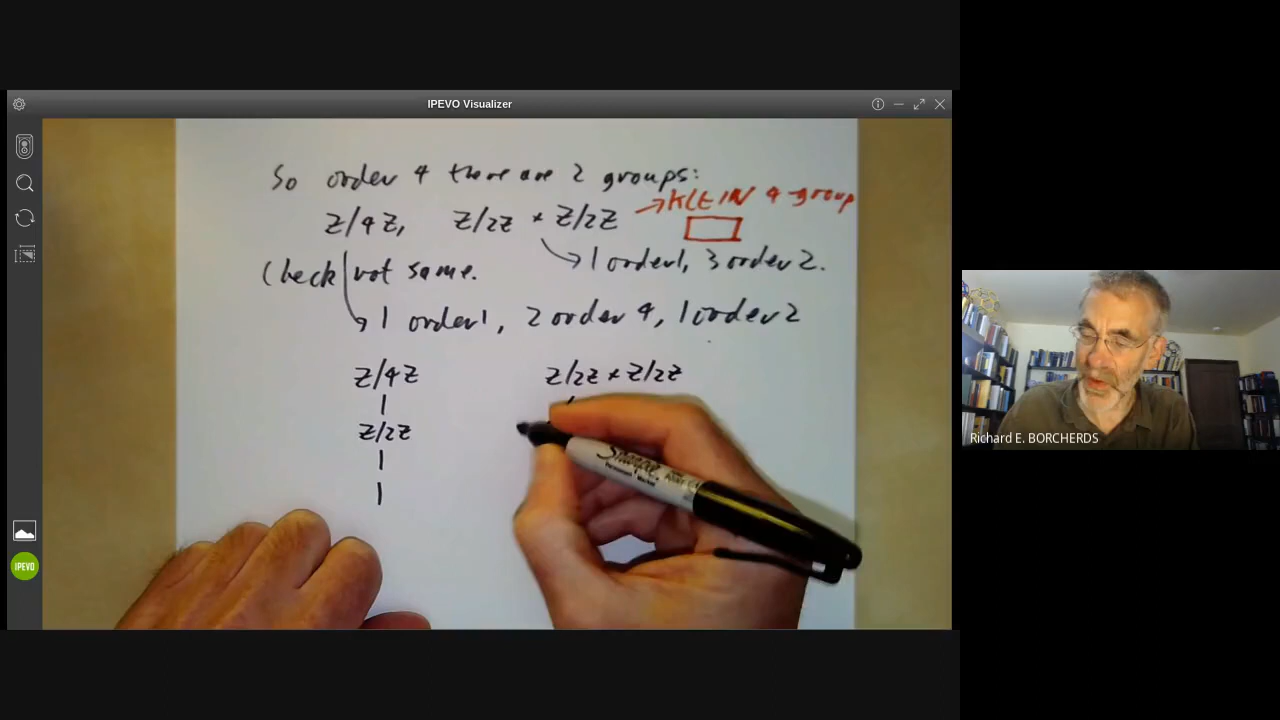 IPEVO Visualizer
So order 4 there are 2 groups:
→ KLEIN 4-group
Z/4Z, Z/2Z × Z/2Z
→ 1 order 1, 3 order 2.
Check not same.
→ 1 order 1, 2 order 4, 1 order 2
Z/4Z Z/2Z × Z/2Z
Z/2Z
1
Richard E. BORCHERDS
IPEVO